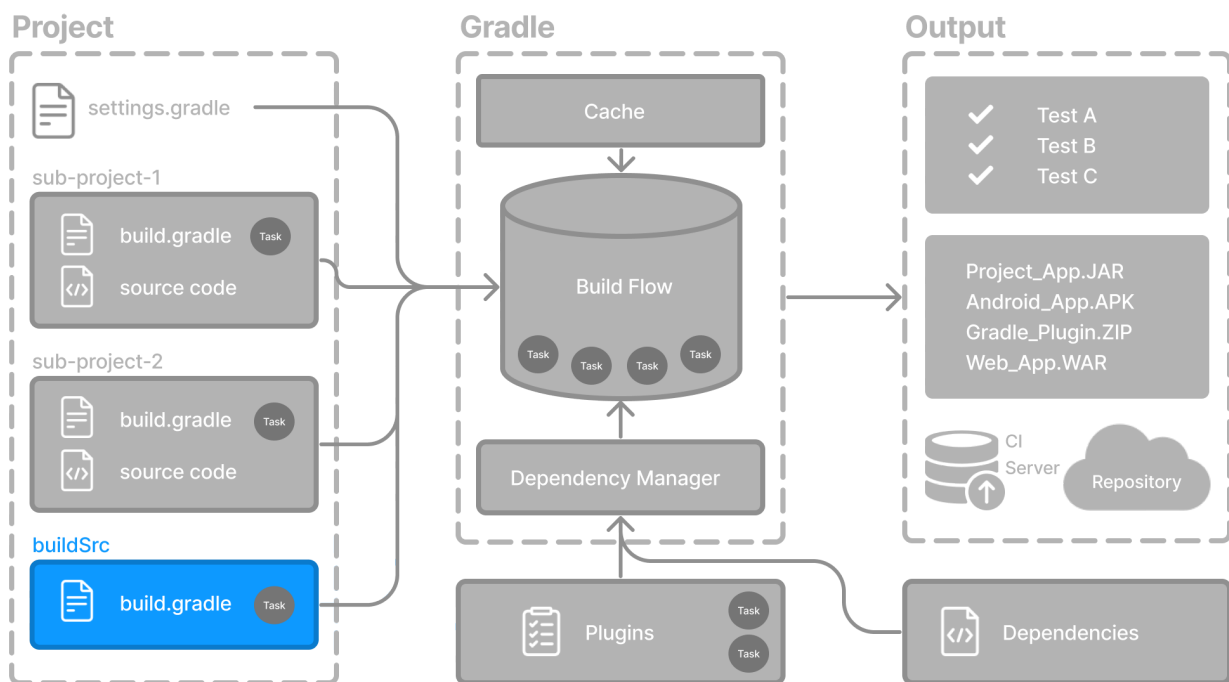 Project
settings.gradle
sub-project-1
build.gradle
Task
source code
sub-project-2
build.gradle
Task
source code
buildSrc
build.gradle
Task
Gradle
Cache
Build Flow
Task
Task
Task
Task
Dependency Manager
Plugins
Task
Task
Output
Test A
Test B
Test C
Project_App.JAR
Android_App.APK
Gradle_Plugin.ZIP
Web_App.WAR
CI
Server
Repository
Dependencies